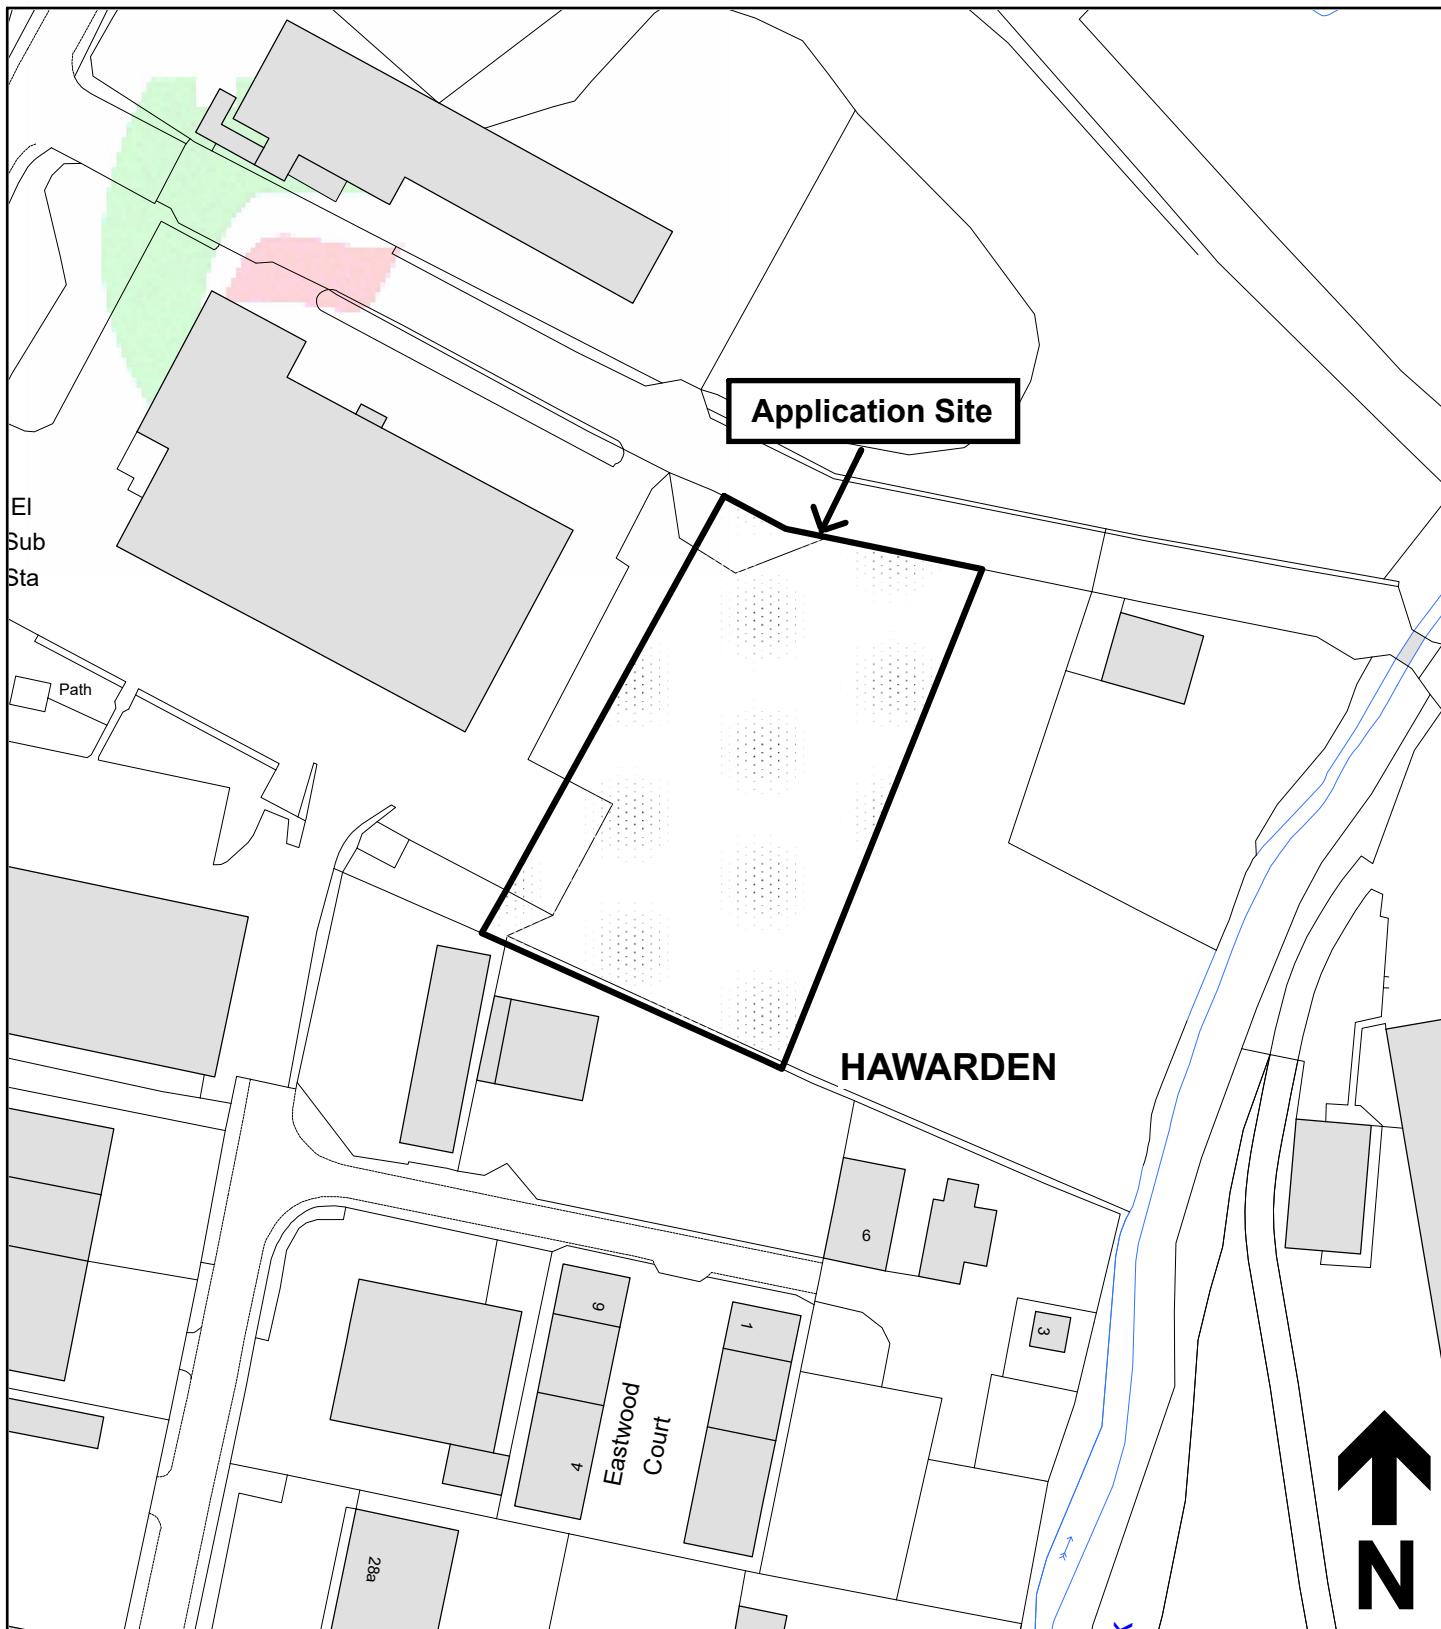 Application Site
El
Sub
Sta
Path
HAWARDEN
6
9
1
3
Eastwood
Court
4
28a
N